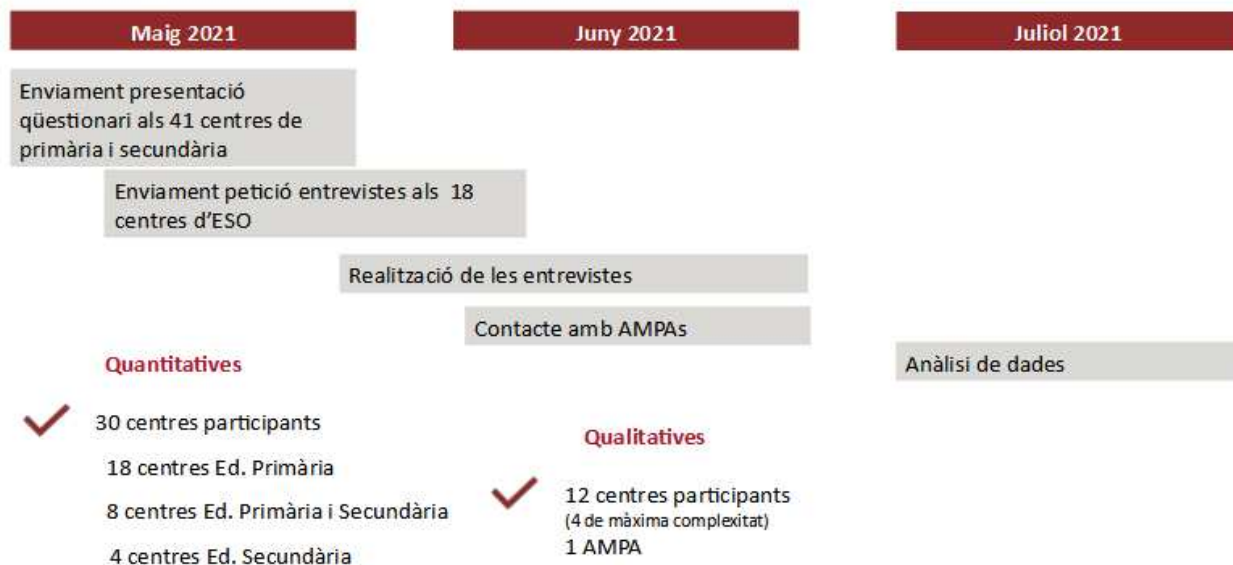 Maig 2021
Juny 2021
Juliol 2021
Enviament presentació
qüestionari als 41 centres de
primària i secundària
Enviament petició entrevistes als 18
centres d'ESO
Realització de les entrevistes
Contacte amb AMPAs
Anàlisi de dades
Quantitatives
30 centres participants
18 centres Ed. Primària
8 centres Ed. Primària i Secundària
4 centres Ed. Secundària
Qualitatives
12 centres participants
(4 de màxima complexitat)
1 AMPA